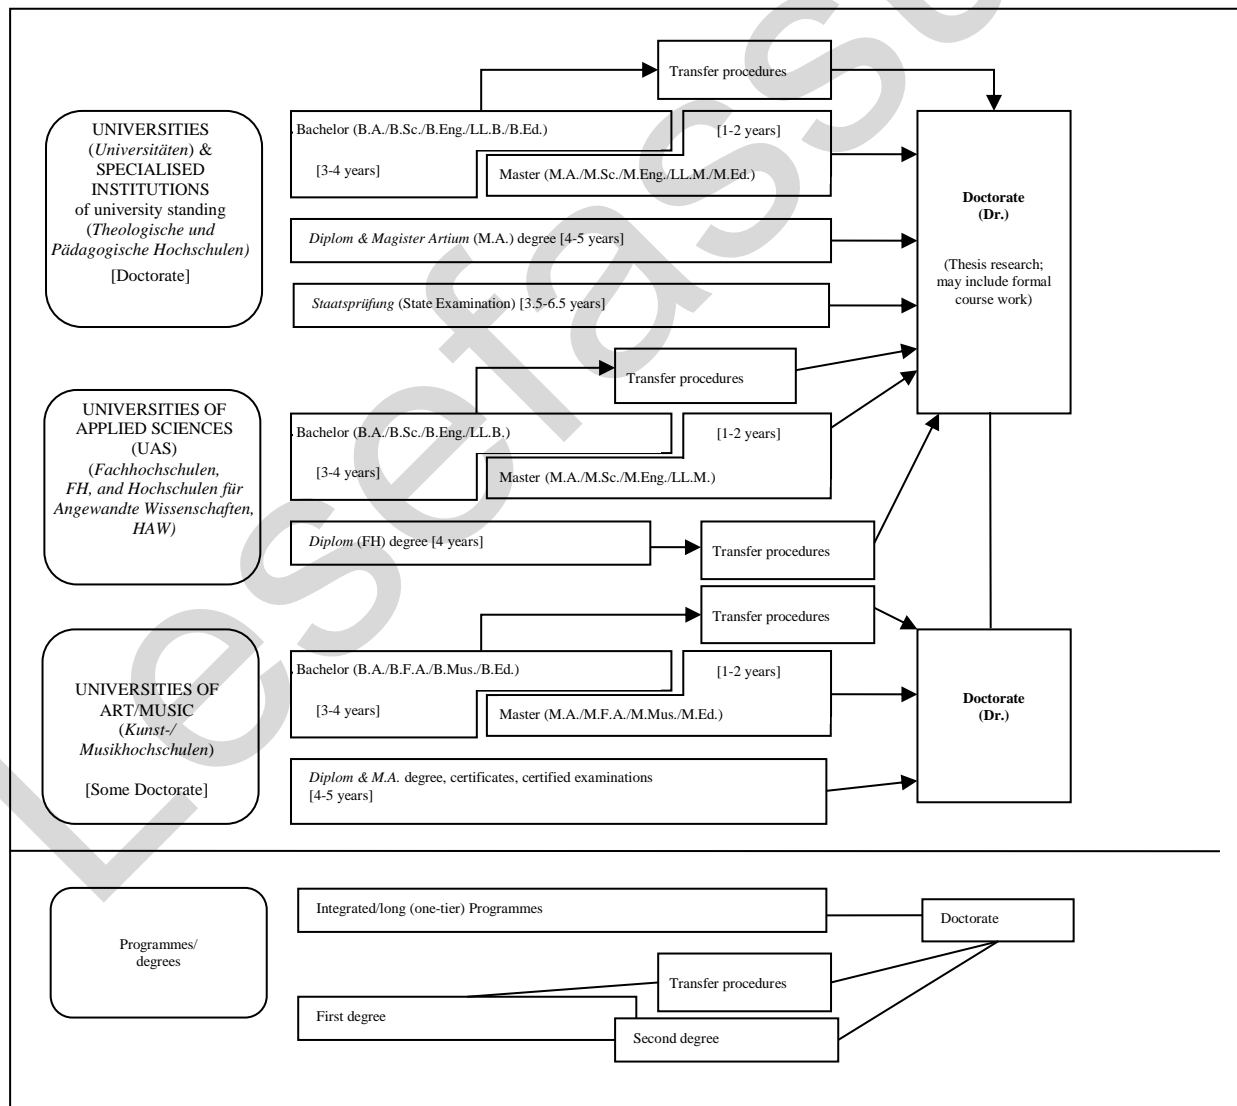 Transfer procedures
UNIVERSITIES
(Universitäten) &
SPECIALISED
INSTITUTIONS
of university standing
(Theologische und
Pädagogische Hochschulen)
[Doctorate]
Bachelor (B.A./B.Sc./B.Eng./LL.B./B.Ed.)
[1-2 years]
[3-4 years]
Master (M.A./M.Sc./M.Eng./LL.M./M.Ed.)
Diplom & Magister Artium (M.A.) degree [4-5 years]
Staatsprüfung (State Examination) [3.5-6.5 years]
Doctorate
(Dr.)
(Thesis research;
may include formal
course work)
Transfer procedures
UNIVERSITIES OF
APPLIED SCIENCES
(UAS)
(Fachhochschulen,
FH, and Hochschulen für
Angewandte Wissenschaften,
HAW)
Bachelor (B.A./B.Sc./B.Eng./LL.B.)
[1-2 years]
[3-4 years]
Master (M.A./M.Sc./M.Eng./LL.M.)
Diplom (FH) degree [4 years]
Transfer procedures
Transfer procedures
UNIVERSITIES OF
ART/MUSIC
(Kunst-/
Musikhochschulen)
[Some Doctorate]
Bachelor (B.A./B.F.A./B.Mus./B.Ed.)
[1-2 years]
[3-4 years]
Master (M.A./M.F.A./M.Mus./M.Ed.)
Diplom & M.A. degree, certificates, certified examinations
[4-5 years]
Doctorate
(Dr.)
Programmes/
degrees
Integrated/long (one-tier) Programmes
Doctorate
Transfer procedures
First degree
Second degree
Lesefass